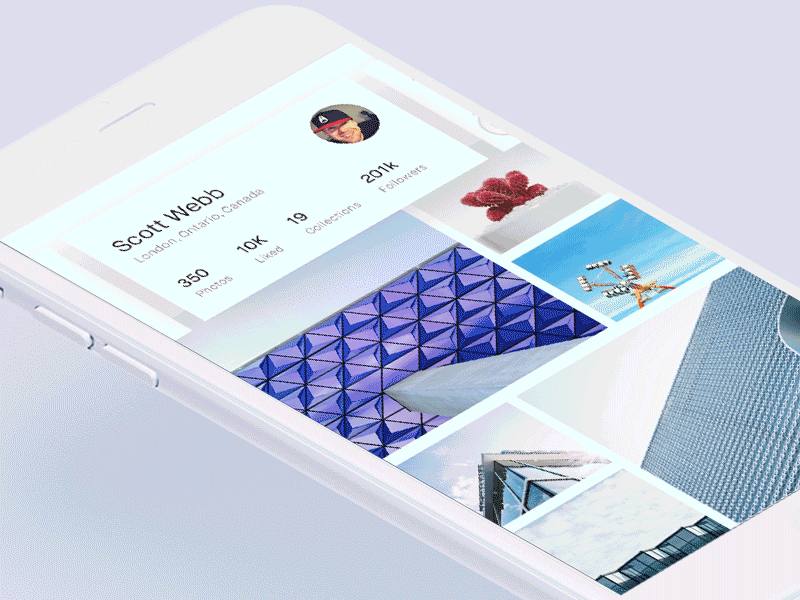 Scott Webb
London, Ontario, Canada
350 10K 19 201k
Photos Liked Collections Followers